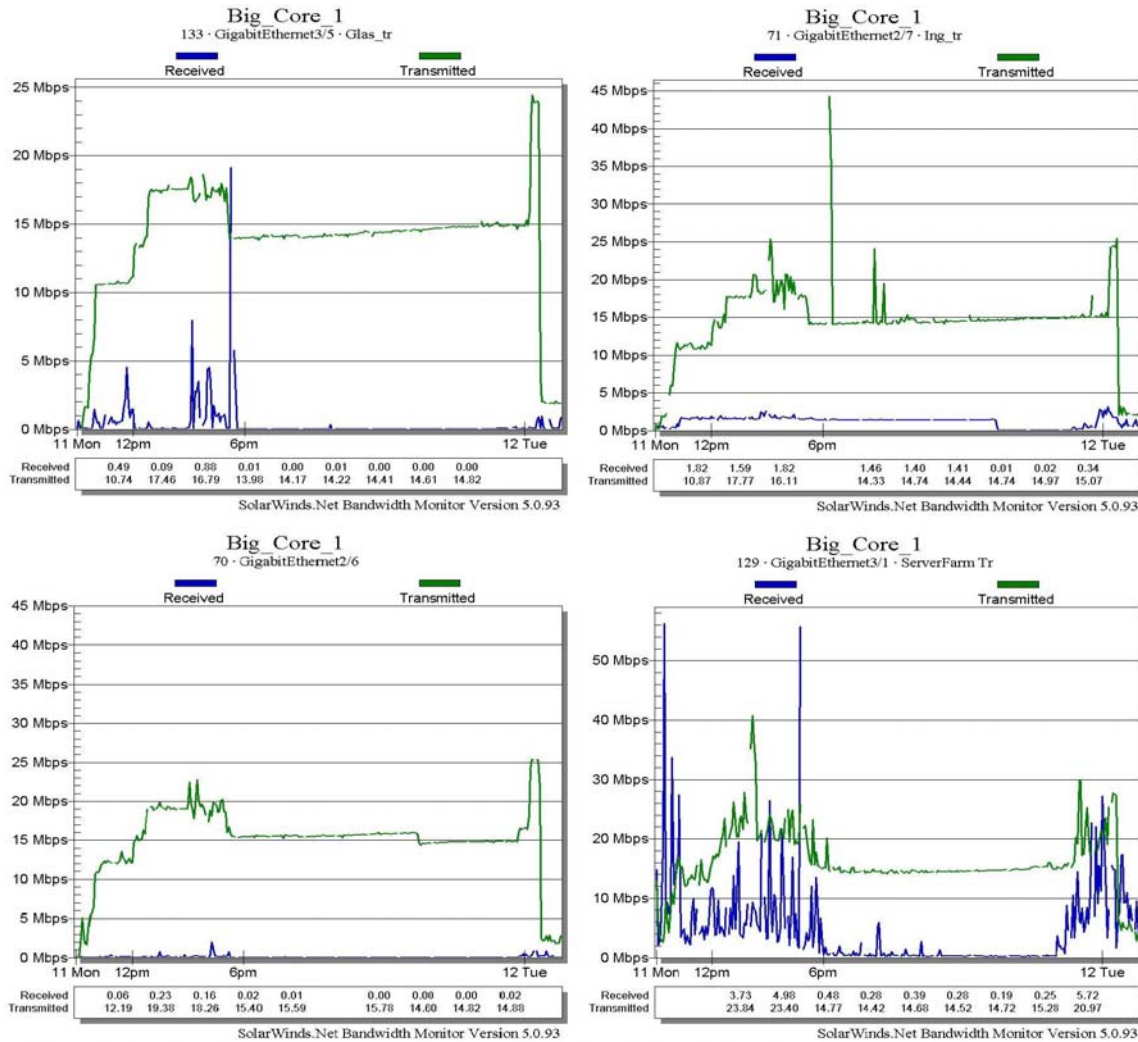 Big_Core_1
133 · GigabitEthernet3/5 · Glas_tr
Received Transmitted
25 Mbps
20 Mbps
15 Mbps
10 Mbps
5 Mbps
0 Mbps
11 Mon 12pm 6pm 12 Tue
Received 0.49 0.09 0.88 0.01 0.00 0.01 0.00 0.00 0.00
Transmitted 10.74 17.46 16.79 13.98 14.17 14.22 14.41 14.61 14.82
SolarWinds.Net Bandwidth Monitor Version 5.0.93
Big_Core_1
71 · GigabitEthernet2/7 · Ing_tr
Received Transmitted
45 Mbps
40 Mbps
35 Mbps
30 Mbps
25 Mbps
20 Mbps
15 Mbps
10 Mbps
5 Mbps
0 Mbps
11 Mon 12pm 6pm 12 Tue
Received 1.82 1.59 1.82 1.46 1.40 1.41 0.01 0.02 0.34
Transmitted 10.87 17.77 16.11 14.33 14.74 14.44 14.74 14.97 15.07
SolarWinds.Net Bandwidth Monitor Version 5.0.93
Big_Core_1
70 · GigabitEthernet2/6
Received Transmitted
45 Mbps
40 Mbps
35 Mbps
30 Mbps
25 Mbps
20 Mbps
15 Mbps
10 Mbps
5 Mbps
0 Mbps
11 Mon 12pm 6pm 12 Tue
Received 0.06 0.23 0.16 0.02 0.01 0.00 0.00 0.00 0.02
Transmitted 12.19 19.38 18.26 15.40 15.59 15.78 14.60 14.82 14.88
SolarWinds.Net Bandwidth Monitor Version 5.0.93
Big_Core_1
129 · GigabitEthernet3/1 · ServerFarm Tr
Received Transmitted
50 Mbps
40 Mbps
30 Mbps
20 Mbps
10 Mbps
0 Mbps
11 Mon 12pm 6pm 12 Tue
Received 3.73 4.98 0.48 0.28 0.39 0.28 0.19 0.25 5.72
Transmitted 23.84 23.40 14.77 14.42 14.68 14.52 14.72 15.28 20.97
SolarWinds.Net Bandwidth Monitor Version 5.0.93